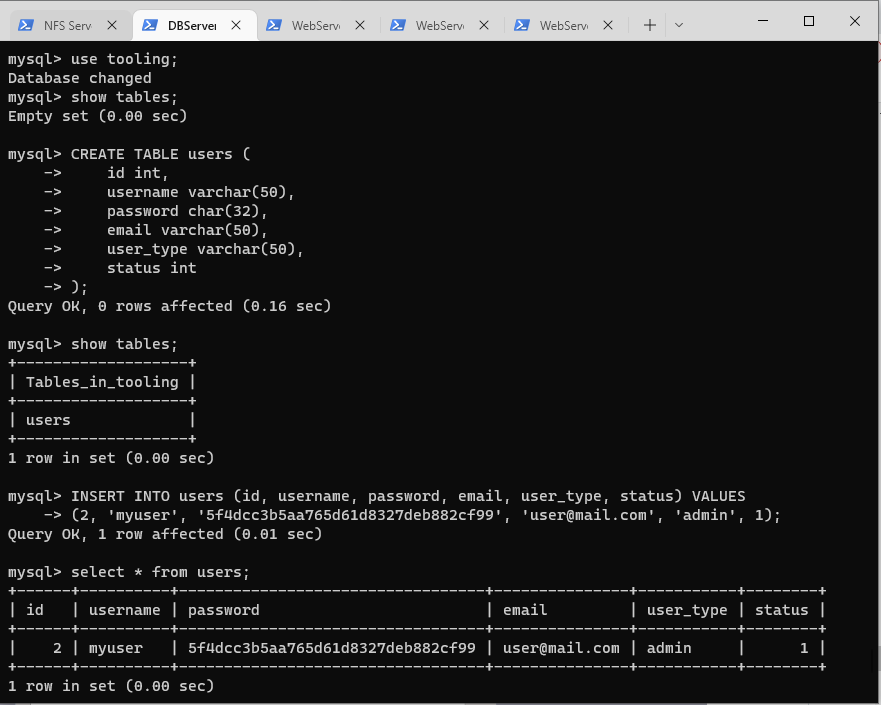 NFS Serv DBServer WebServ WebServ WebServ
mysql> use tooling;
Database changed
mysql> show tables;
Empty set (0.00 sec)
mysql> CREATE TABLE users (
    ->     id int,
    ->     username varchar(50),
    ->     password char(32),
    ->     email varchar(50),
    ->     user_type varchar(50),
    ->     status int
    -> );
Query OK, 0 rows affected (0.16 sec)
mysql> show tables;
+-------------------+
| Tables_in_tooling |
+-------------------+
| users             |
+-------------------+
1 row in set (0.00 sec)
mysql> INSERT INTO users (id, username, password, email, user_type, status) VALUES
    -> (2, 'myuser', '5f4dcc3b5aa765d61d8327deb882cf99', 'user@mail.com', 'admin', 1);
Query OK, 1 row affected (0.01 sec)
mysql> select * from users;
+------+----------+----------------------------------+---------------+-----------+--------+
| id   | username | password                         | email         | user_type | status |
+------+----------+----------------------------------+---------------+-----------+--------+
|    2 | myuser   | 5f4dcc3b5aa765d61d8327deb882cf99 | user@mail.com | admin     |      1 |
+------+----------+----------------------------------+---------------+-----------+--------+
1 row in set (0.00 sec)